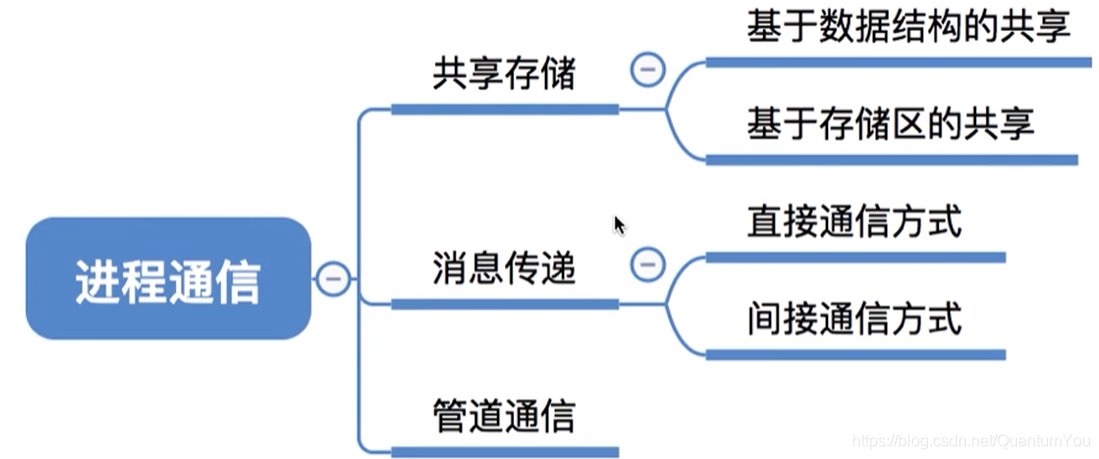 基于数据结构的共享
共享存储
基于存储区的共享
直接通信方式
进程通信
消息传递
间接通信方式
管道通信
https://blog.csdn.net/QuantumYou